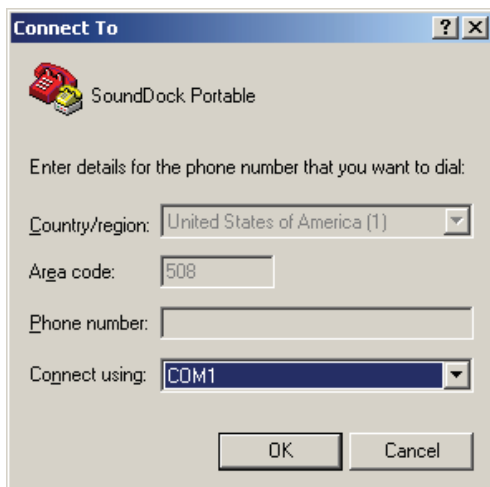 Connect To
SoundDock Portable
Enter details for the phone number that you want to dial:
Country/region: United States of America (1)
Area code: 508
Phone number:
Connect using: COM1
OK Cancel